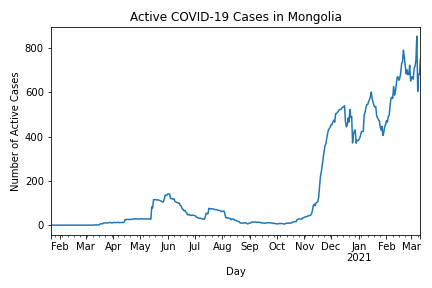 Active COVID-19 Cases in Mongolia
Number of Active Cases
800
600
400
200
0
Feb Mar Apr May Jun Jul Aug Sep Oct Nov Dec Jan Feb Mar
2021
Day